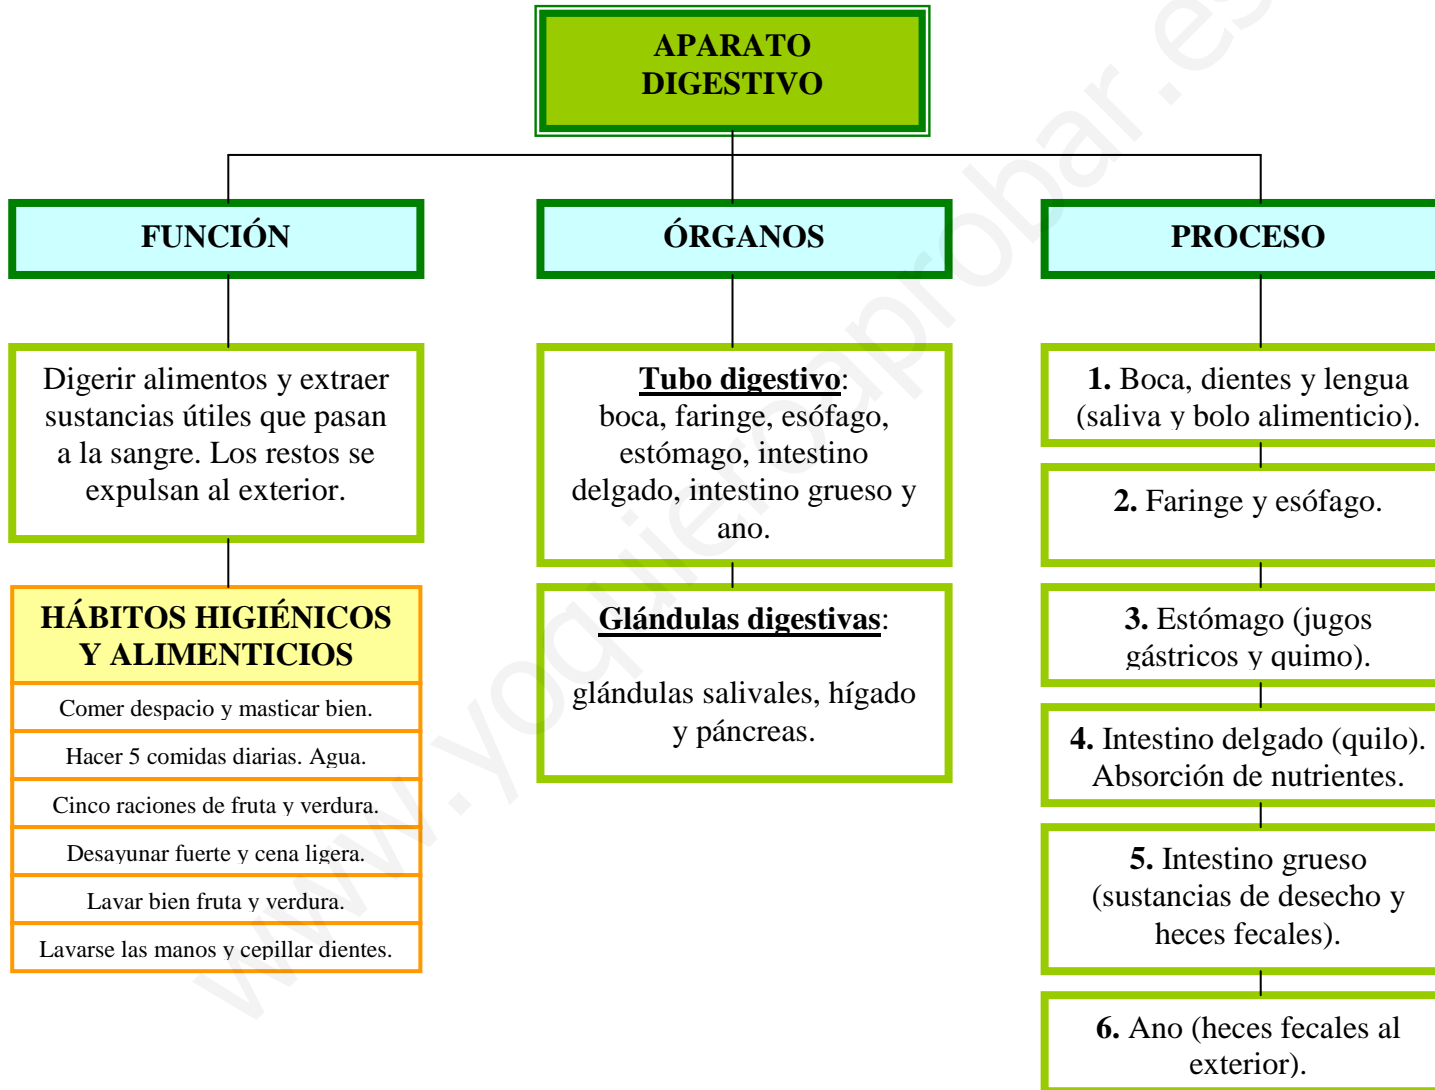 APARATO
DIGESTIVO
FUNCIÓN
Digerir alimentos y extraer
sustancias útiles que pasan
a la sangre. Los restos se
expulsan al exterior.
HÁBITOS HIGIÉNICOS
Y ALIMENTICIOS
Comer despacio y masticar bien.
Hacer 5 comidas diarias. Agua.
Cinco raciones de fruta y verdura.
Desayunar fuerte y cena ligera.
Lavar bien fruta y verdura.
Lavarse las manos y cepillar dientes.
ÓRGANOS
Tubo digestivo:
boca, faringe, esófago,
estómago, intestino
delgado, intestino grueso y
ano.
Glándulas digestivas:
glándulas salivales, hígado
y páncreas.
PROCESO
1. Boca, dientes y lengua
(saliva y bolo alimenticio).
2. Faringe y esófago.
3. Estómago (jugos
gástricos y quimo).
4. Intestino delgado (quilo).
Absorción de nutrientes.
5. Intestino grueso
(sustancias de desecho y
heces fecales).
6. Ano (heces fecales al
exterior).
www.yoquieroaprobar.es